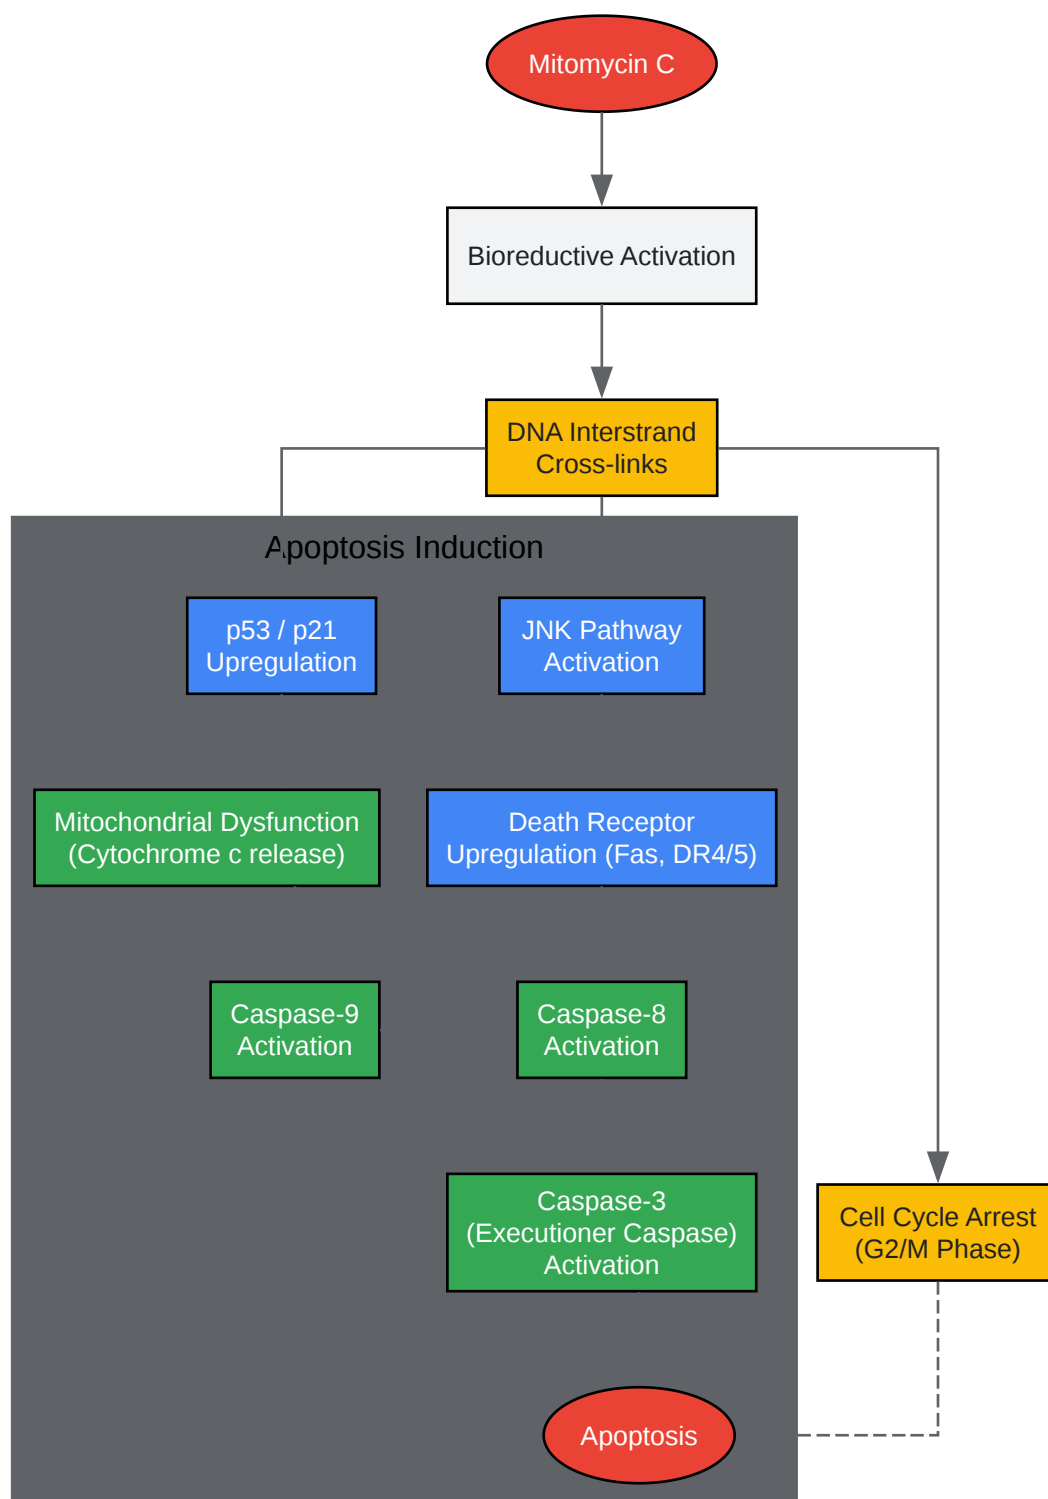 Mitomycin C
Bioreductive Activation
DNA Interstrand
Cross-links
Apoptosis Induction
p53 / p21
Upregulation
JNK Pathway
Activation
Mitochondrial Dysfunction
(Cytochrome c release)
Death Receptor
Upregulation (Fas, DR4/5)
Caspase-9
Activation
Caspase-8
Activation
Caspase-3
(Executioner Caspase)
Activation
Cell Cycle Arrest
(G2/M Phase)
Apoptosis